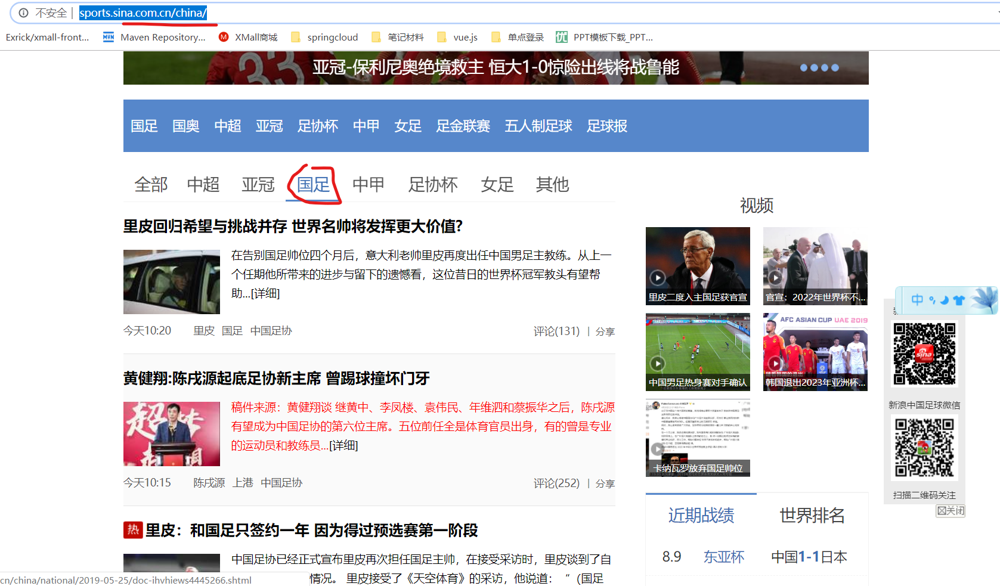 不安全 | sports.sina.com.cn/china/
Exrick/xmall-front...
Maven Repository...
XMall商城
springcloud
笔记材料
vue.js
单点登录
优 PPT模板下载_PPT...
亚冠-保利尼奥绝境救主 恒大1-0惊险出线将战鲁能
国足 国奥 中超 亚冠 足协杯 中甲 女足 足金联赛 五人制足球 足球报
全部 中超 亚冠 国足 中甲 足协杯 女足 其他
里皮回归希望与挑战并存 世界名帅将发挥更大价值?
在告别国足帅位四个月后，意大利老帅里皮再度出任中国男足主教练。从上一
个任期他所带来的进步与留下的遗憾看，这位昔日的世界杯冠军教头有望帮
助...[详细]
今天10:20 里皮 国足 中国足协 评论(131) | 分享
黄健翔:陈戌源起底足协新主席 曾踢球撞坏门牙
稿件来源：黄健翔谈 继黄中、李凤楼、袁伟民、年维泗和蔡振华之后，陈戌源
有望成为中国足协的第六位主席。五位前任全是体育官员出身，有的曾是专业
的运动员和教练员...[详细]
今天10:15 陈戌源 上港 中国足协 评论(252) | 分享
热 里皮：和国足只签约一年 因为得过预选赛第一阶段
中国足协已经正式宣布里皮再次担任国足主帅，在接受采访时，里皮谈到了自
情况。 里皮接受了《天空体育》的采访，他说道： “（国足
cn/china/national/2019-05-25/doc-ihvhiews4445266.shtml
视频
里皮二度入主国足获官宣
官宣：2022年世界杯不...
中国男足热身赛对手确认
AFC ASIAN CUP UAE 2019
韩国退出2023年亚洲杯...
卡纳瓦罗放弃国足帅位
近期战绩 世界排名
8.9 东亚杯 中国1-1日本
中
sina
新浪中国足球微信
扫描二维码关注
关闭